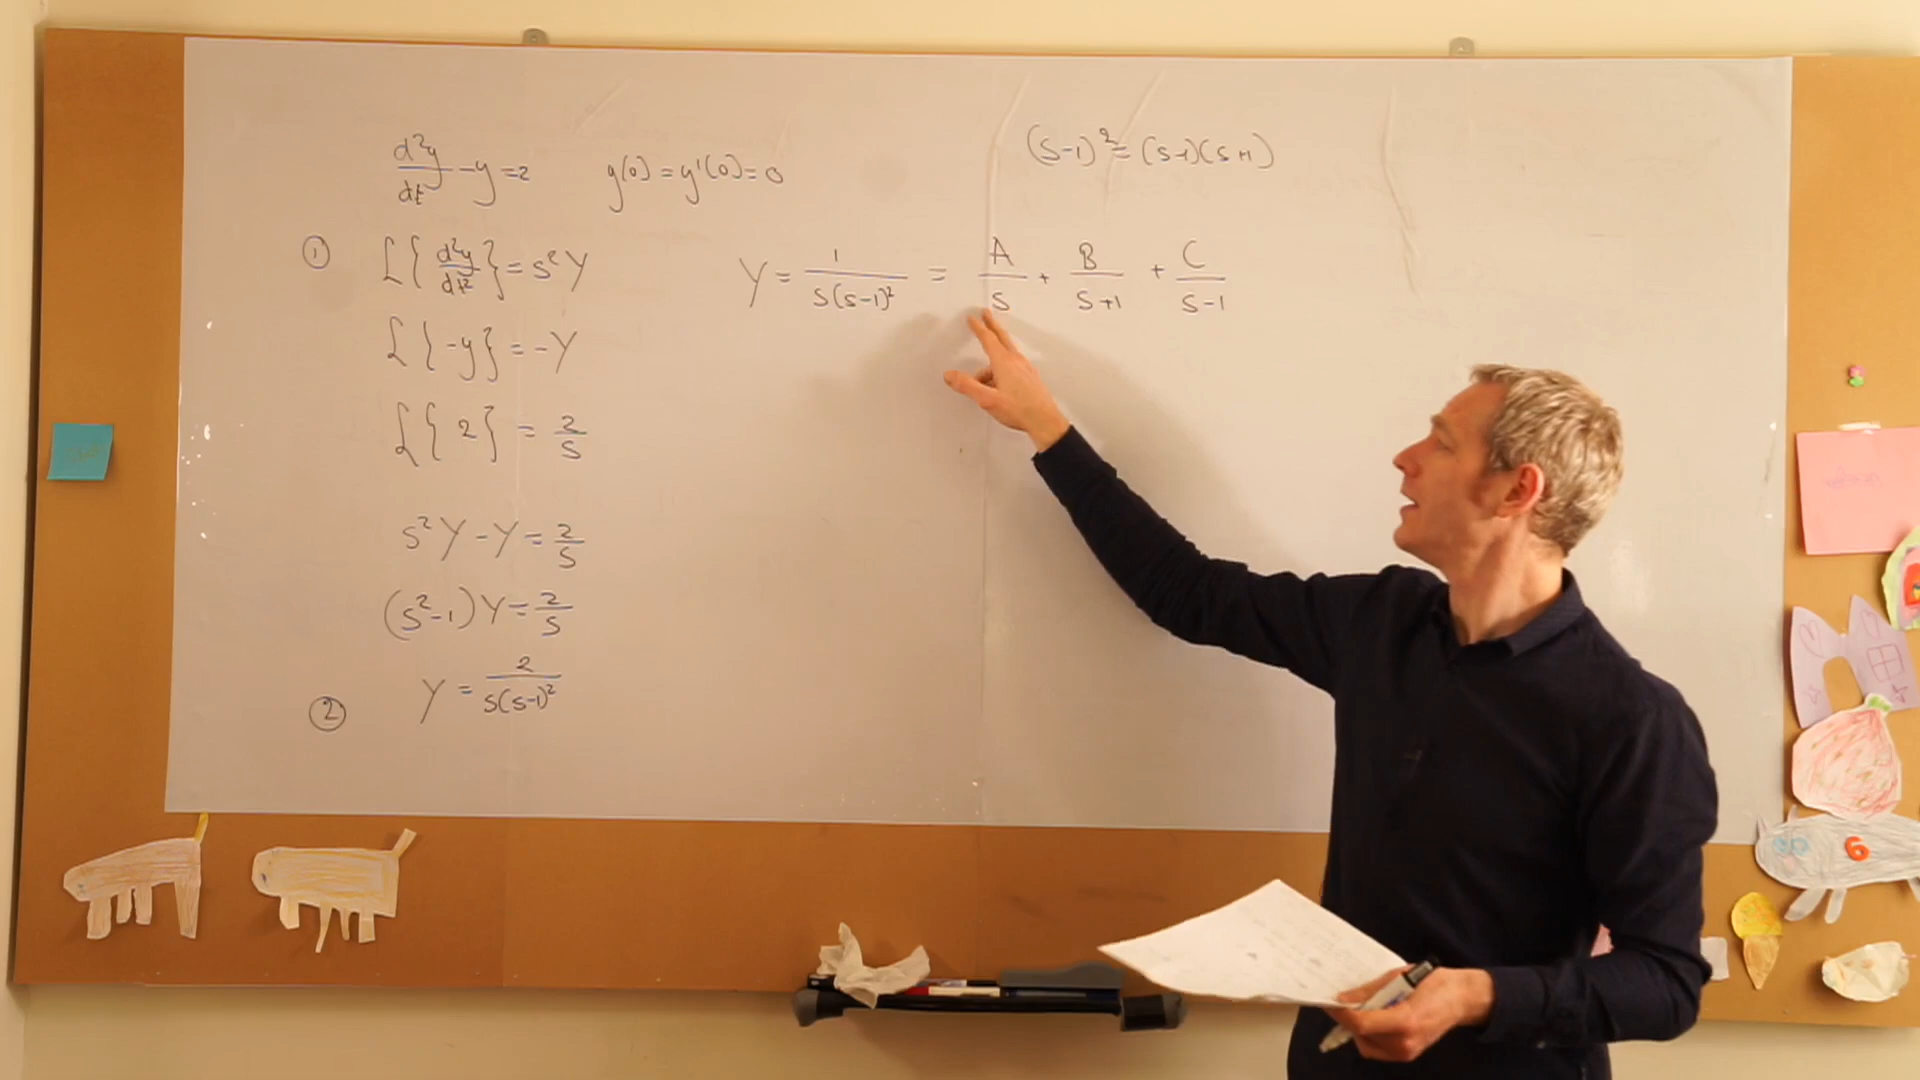 d²y/dt² - y = 2    y(0) = y'(0) = 0
① L{d²y/dt²} = s²Y
L{-y} = -Y
L{2} = 2/s
s²Y - Y = 2/s
(s²-1)Y = 2/s
② Y = 2/s(s-1)²
(s-1)² = (s-1)(s+1)
Y = 1/s(s-1)² = A/s + B/s+1 + C/s-1
6